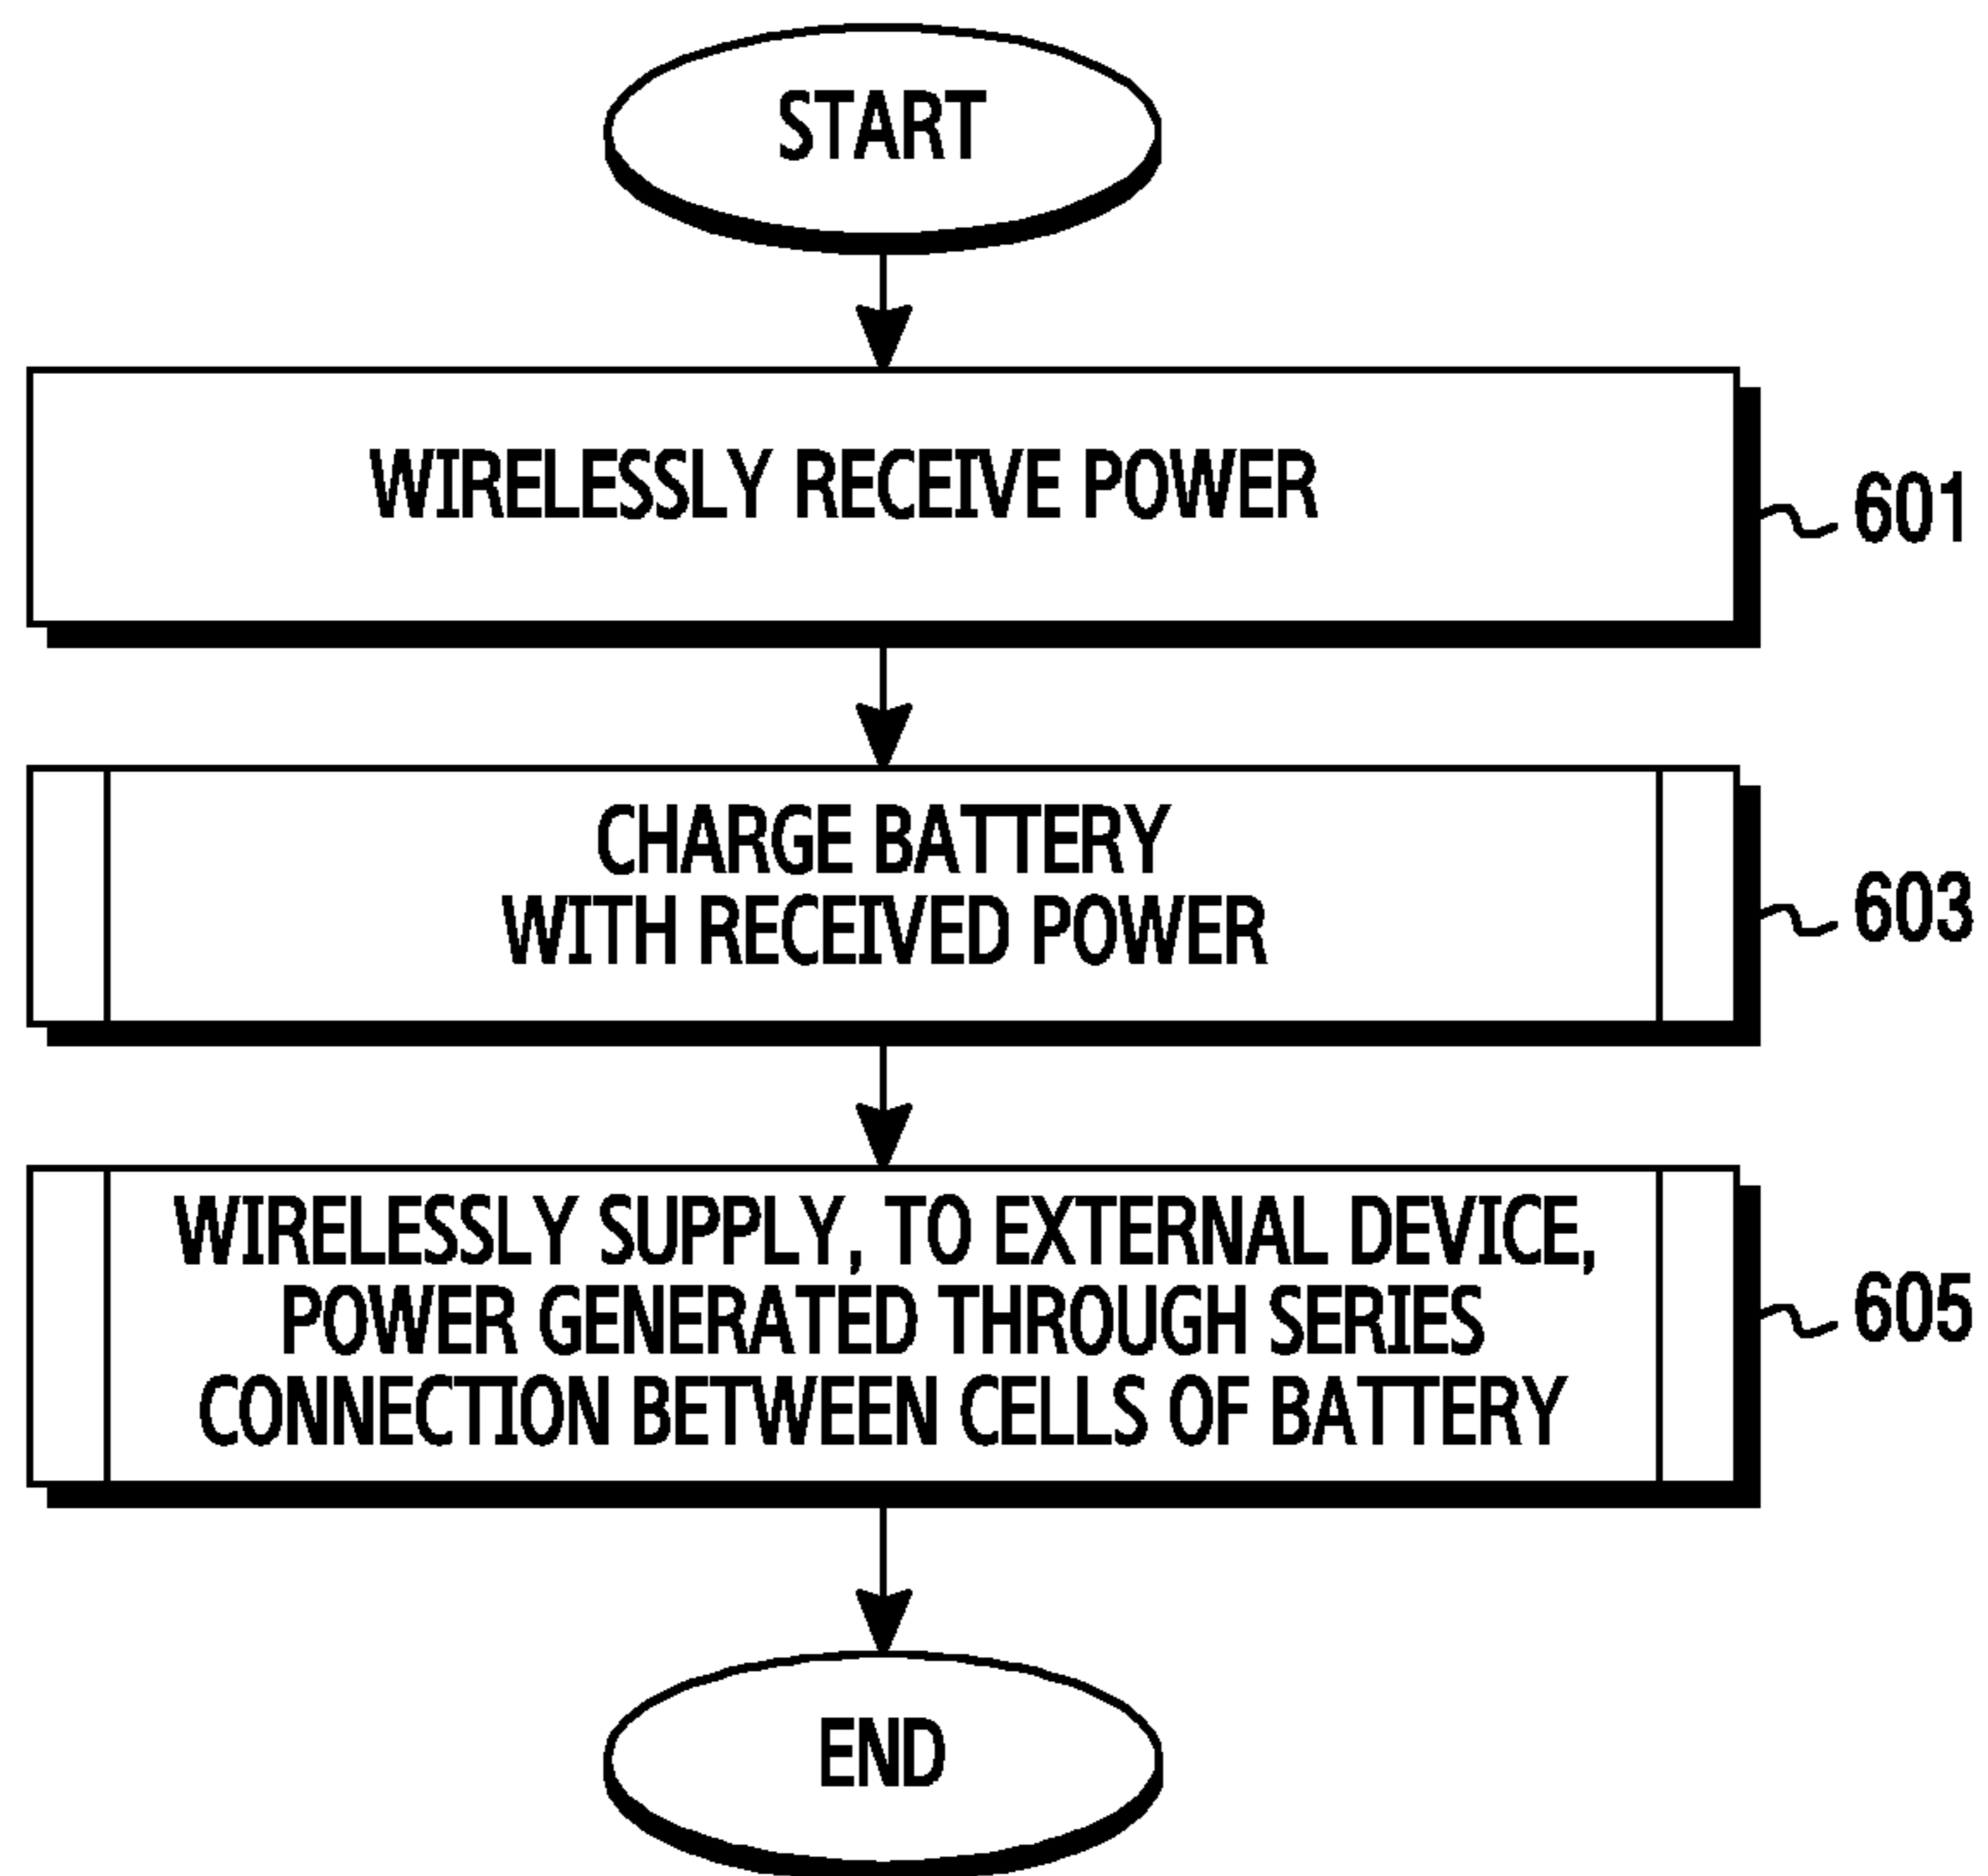 START
WIRELESSLY RECEIVE POWER
601
CHARGE BATTERY
WITH RECEIVED POWER
603
WIRELESSLY SUPPLY, TO EXTERNAL DEVICE,
POWER GENERATED THROUGH SERIES
CONNECTION BETWEEN CELLS OF BATTERY
605
END